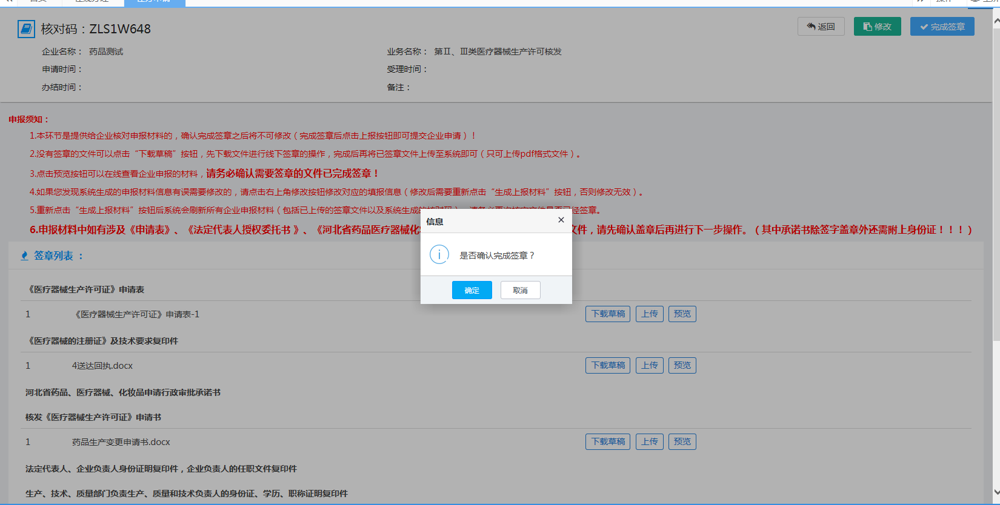 核对码：ZLS1W648
返回
修改
完成签章
企业名称： 药品测试
业务名称： 第Ⅱ、Ⅲ类医疗器械生产许可核发
申请时间：
受理时间：
办结时间：
备注：
申报须知：
1.本环节是提供给企业核对申报材料的，确认完成签章之后将不可修改（完成签章后点击上报按钮即可提交企业申请）！
2.没有签章的文件可以点击“下载草稿”按钮，先下载文件进行线下签章的操作，完成后再将已签章文件上传至系统即可（只可上传pdf格式文件）。
3.点击预览按钮可以在线查看企业申报的材料，请务必确认需要签章的文件已完成签章！
4.如果您发现系统生成的申报材料信息有误需要修改的，请点击右上角修改按钮修改对应的填报信息（修改后需要重新点击“生成上报材料”按钮，否则修改无效）。
5.重新点击“生成上报材料”按钮后系统会刷新所有企业申报材料（包括已上传的签章文件以及系统生成
经签章。
6.申报材料中如有涉及《申请表》、《法定代表人授权委托书 》、《河北省药品医疗器械化
文件，请先确认盖章后再进行下一步操作。（其中承诺书除签字盖章外还需附上身份证！！！）
信息
×
是否确认完成签章？
确定
取消
签章列表 ：
《医疗器械生产许可证》申请表
1 《医疗器械生产许可证》申请表-1 下载草稿 上传 预览
《医疗器械的注册证》及技术要求复印件
1 4送达回执.docx 下载草稿 上传 预览
河北省药品、医疗器械、化妆品申请行政审批承诺书
核发《医疗器械生产许可证》申请书
1 药品生产变更申请书.docx 下载草稿 上传 预览
法定代表人、企业负责人身份证明复印件，企业负责人的任职文件复印件
生产、技术、质量部门负责生产、质量和技术负责人的身份证、学历、职称证明复印件